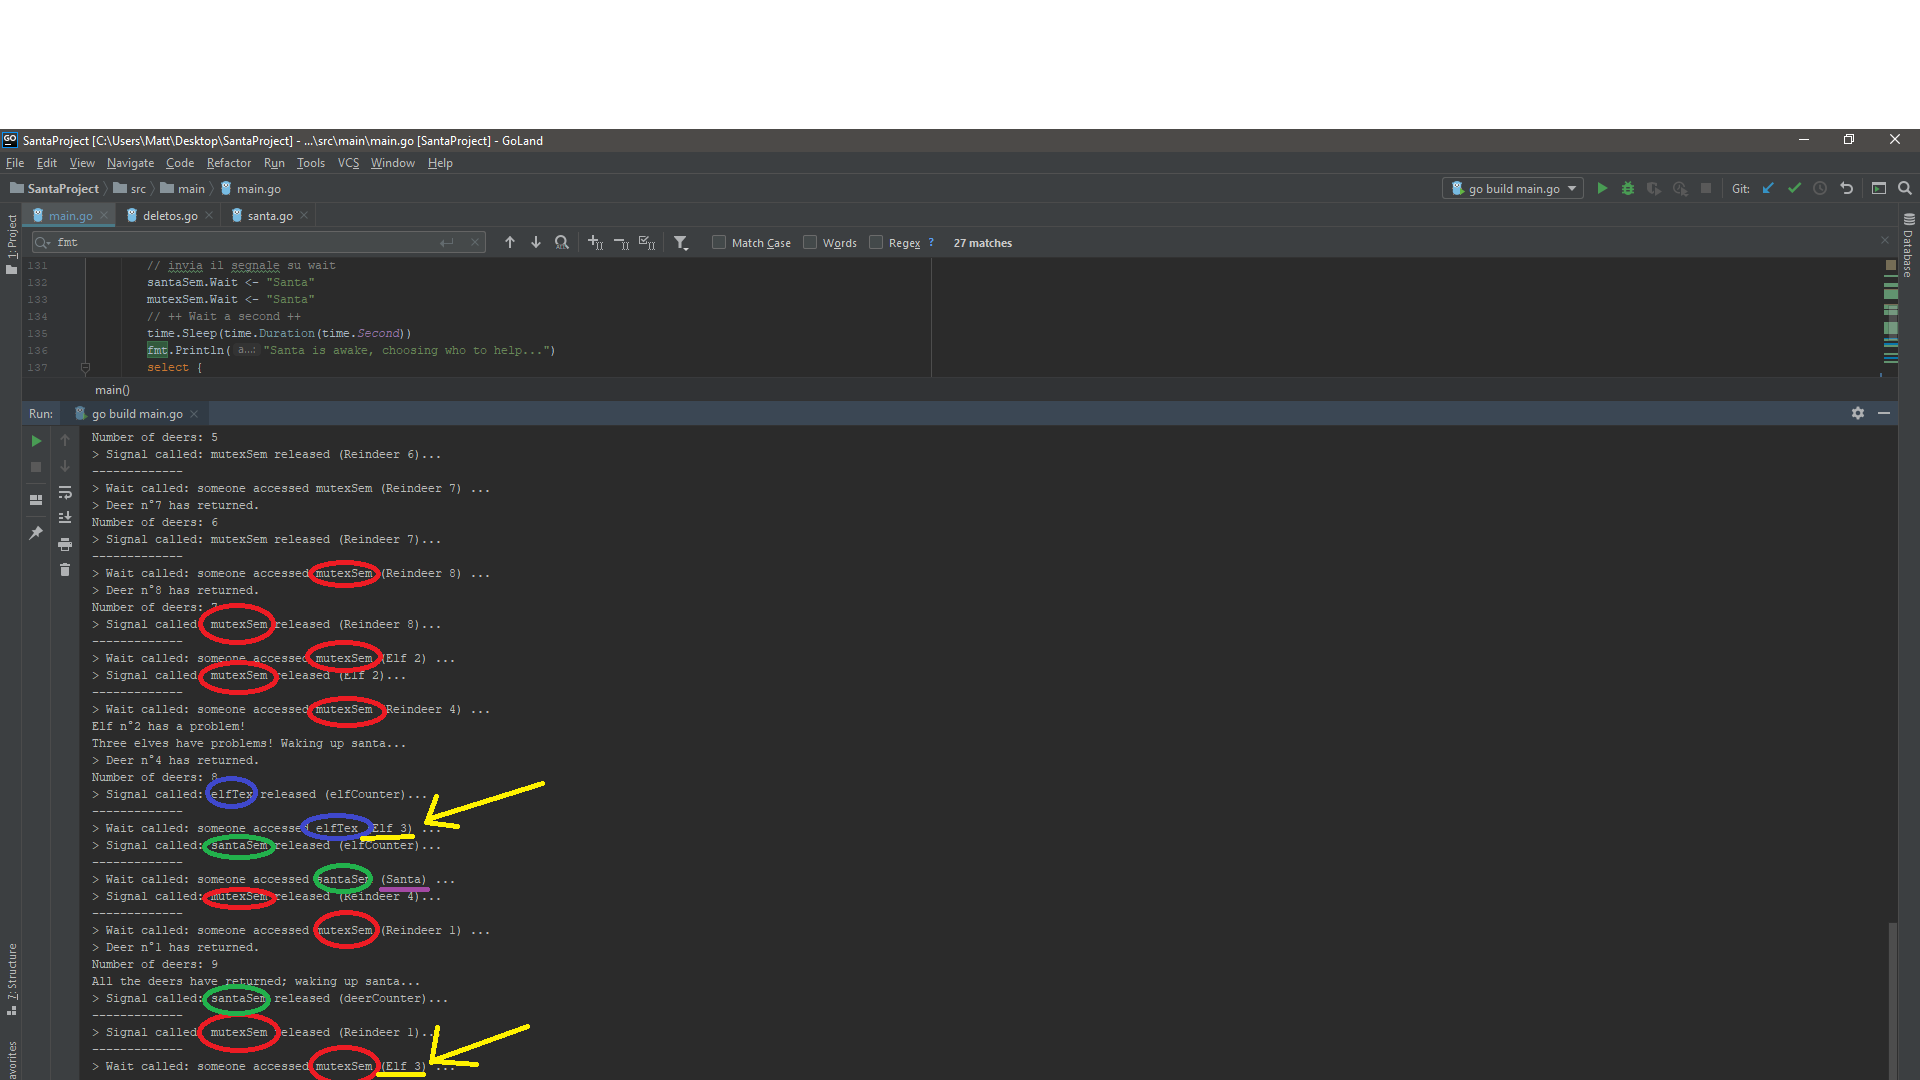 SantaProject [C:\Users\Matt\Desktop\SantaProject] - ...\src\main\main.go [SantaProject] - GoLand
File Edit View Navigate Code Refactor Run Tools VCS Window Help
SantaProject src main main.go go build main.go Git:
main.go deletos.go santa.go
fmt Match Case Words Regex ? 27 matches
1: Project
Database
131 // invia il segnale su wait
132 santaSem.Wait <- "Santa"
133 mutexSem.Wait <- "Santa"
134 // ++ Wait a second ++
135 time.Sleep(time.Duration(time.Second))
136 fmt.Println( a...: "Santa is awake, choosing who to help...")
137 select {
main()
Run: go build main.go
Number of deers: 5
> Signal called: mutexSem released (Reindeer 6)...
-------------
> Wait called: someone accessed mutexSem (Reindeer 7) ...
> Deer n°7 has returned.
Number of deers: 6
> Signal called: mutexSem released (Reindeer 7)...
-------------
> Wait called: someone accessed mutexSem (Reindeer 8) ...
> Deer n°8 has returned.
Number of deers: 7
> Signal called: mutexSem released (Reindeer 8)...
-------------
> Wait called: someone accessed mutexSem (Elf 2) ...
> Signal called: mutexSem released (Elf 2)...
-------------
> Wait called: someone accessed mutexSem (Reindeer 4) ...
Elf n°2 has a problem!
Three elves have problems! Waking up santa...
> Deer n°4 has returned.
Number of deers: 8
> Signal called: elfTex released (elfCounter)...
-------------
> Wait called: someone accessed elfTex (Elf 3) ...
> Signal called: santaSem released (elfCounter)...
-------------
> Wait called: someone accessed santaSem (Santa) ...
> Signal called: mutexSem released (Reindeer 4)...
-------------
> Wait called: someone accessed mutexSem (Reindeer 1) ...
> Deer n°1 has returned.
Number of deers: 9
All the deers have returned; waking up santa...
> Signal called: santaSem released (deerCounter)...
-------------
> Signal called: mutexSem released (Reindeer 1)...
-------------
> Wait called: someone accessed mutexSem (Elf 3) ...
7: Structure
avorites